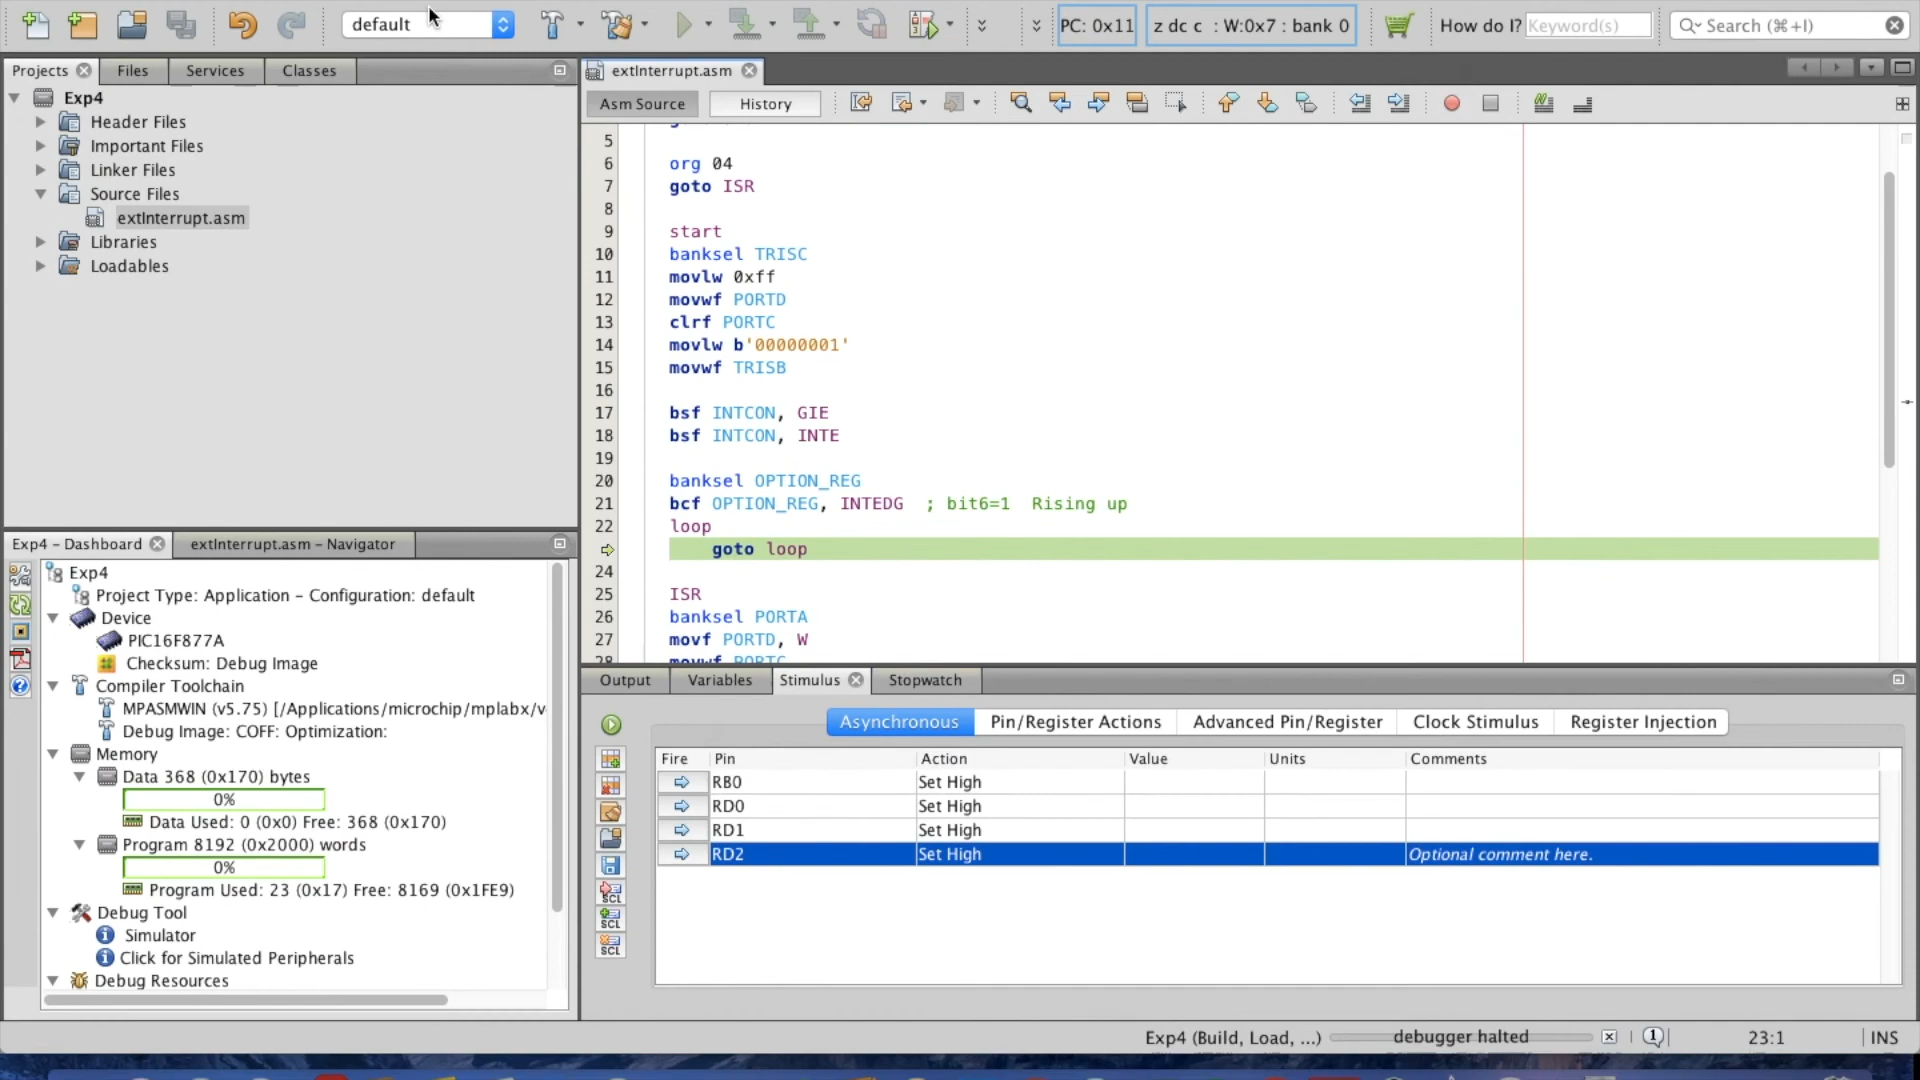 default
PC: 0x11
z dc c : W:0x7 : bank 0
How do I?
Keyword(s)
Search (⌘+I)
Projects
Files
Services
Classes
Exp4
Header Files
Important Files
Linker Files
Source Files
extInterrupt.asm
Libraries
Loadables
extInterrupt.asm
Asm Source
History
5
6 org 04
7 goto ISR
8
9 start
10 banksel TRISC
11 movlw 0xff
12 movwf PORTD
13 clrf PORTC
14 movlw b'00000001'
15 movwf TRISB
16
17 bsf INTCON, GIE
18 bsf INTCON, INTE
19
20 banksel OPTION_REG
21 bcf OPTION_REG, INTEDG ; bit6=1 Rising up
22 loop
goto loop
24
25 ISR
26 banksel PORTA
27 movf PORTD, W
28 movwf PORTC
Exp4 – Dashboard
extInterrupt.asm – Navigator
Exp4
Project Type: Application – Configuration: default
Device
PIC16F877A
Checksum: Debug Image
Compiler Toolchain
MPASMWIN (v5.75) [/Applications/microchip/mplabx/v
Debug Image: COFF: Optimization:
Memory
Data 368 (0x170) bytes
0%
Data Used: 0 (0x0) Free: 368 (0x170)
Program 8192 (0x2000) words
0%
Program Used: 23 (0x17) Free: 8169 (0x1FE9)
Debug Tool
Simulator
Click for Simulated Peripherals
Debug Resources
Output
Variables
Stimulus
Stopwatch
Asynchronous
Pin/Register Actions
Advanced Pin/Register
Clock Stimulus
Register Injection
Fire Pin Action Value Units Comments
RB0 Set High
RD0 Set High
RD1 Set High
RD2 Set High Optional comment here.
SCL
SCL
SCL
Exp4 (Build, Load, ...)
debugger halted
1
23:1
INS